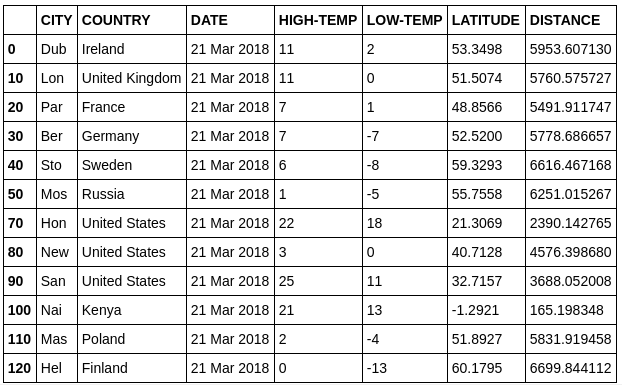 CITY COUNTRY DATE HIGH-TEMP LOW-TEMP LATITUDE DISTANCE
0 Dub Ireland 21 Mar 2018 11 2 53.3498 5953.607130
10 Lon United Kingdom 21 Mar 2018 11 0 51.5074 5760.575727
20 Par France 21 Mar 2018 7 1 48.8566 5491.911747
30 Ber Germany 21 Mar 2018 7 -7 52.5200 5778.686657
40 Sto Sweden 21 Mar 2018 6 -8 59.3293 6616.467168
50 Mos Russia 21 Mar 2018 1 -5 55.7558 6251.015267
70 Hon United States 21 Mar 2018 22 18 21.3069 2390.142765
80 New United States 21 Mar 2018 3 0 40.7128 4576.398680
90 San United States 21 Mar 2018 25 11 32.7157 3688.052008
100 Nai Kenya 21 Mar 2018 21 13 -1.2921 165.198348
110 Mas Poland 21 Mar 2018 2 -4 51.8927 5831.919458
120 Hel Finland 21 Mar 2018 0 -13 60.1795 6699.844112